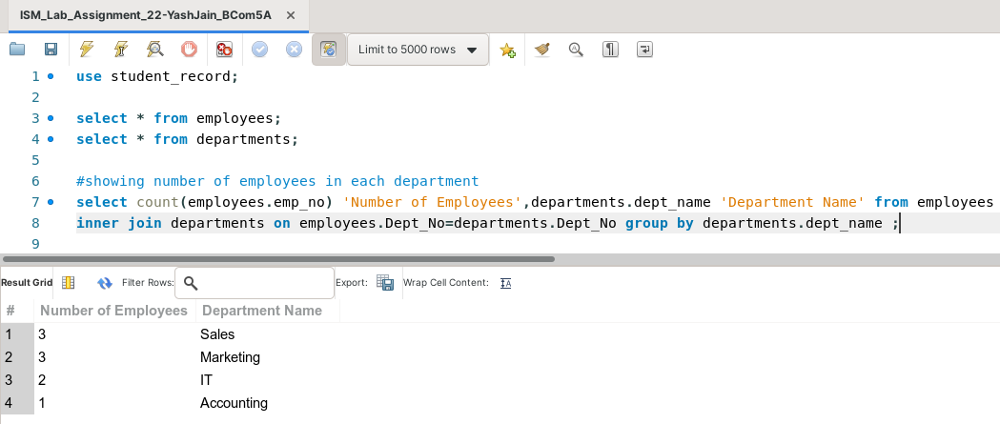 ISM_Lab_Assignment_22-YashJain_BCom5A ×
Limit to 5000 rows
1 use student_record;
2
3 select * from employees;
4 select * from departments;
5
6 #showing number of employees in each department
7 select count(employees.emp_no) 'Number of Employees',departments.dept_name 'Department Name' from employees
8 inner join departments on employees.Dept_No=departments.Dept_No group by departments.dept_name ;
9
Result Grid Filter Rows: Export: Wrap Cell Content: IA
# Number of Employees Department Name
1 3 Sales
2 3 Marketing
3 2 IT
4 1 Accounting